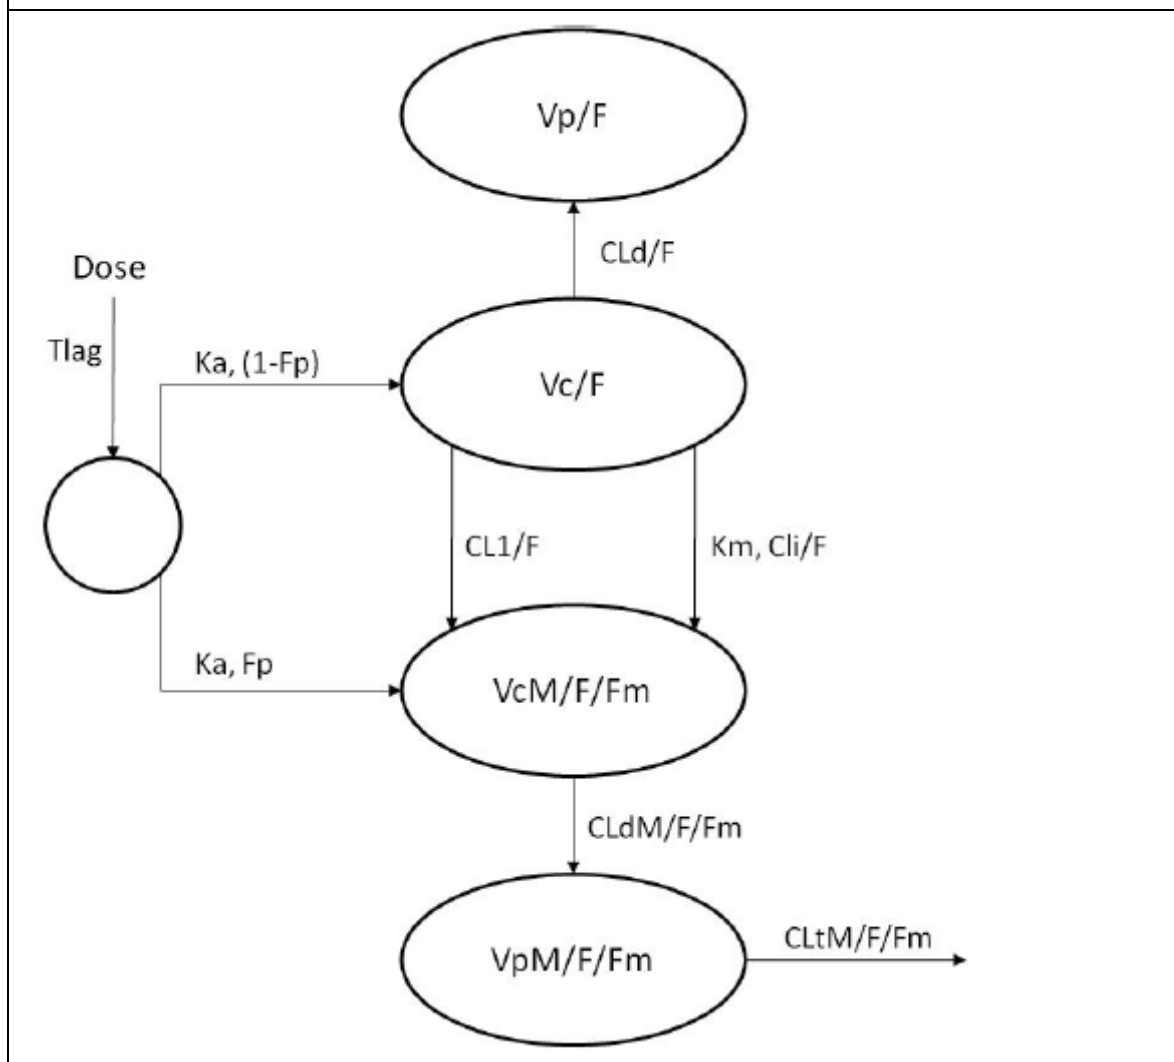 Vp/F
CLd/F
Dose
Tlag
Ka, (1-Fp)
Vc/F
CL1/F
Km, Cli/F
Ka, Fp
VcM/F/Fm
CLdM/F/Fm
VpM/F/Fm
CLtM/F/Fm